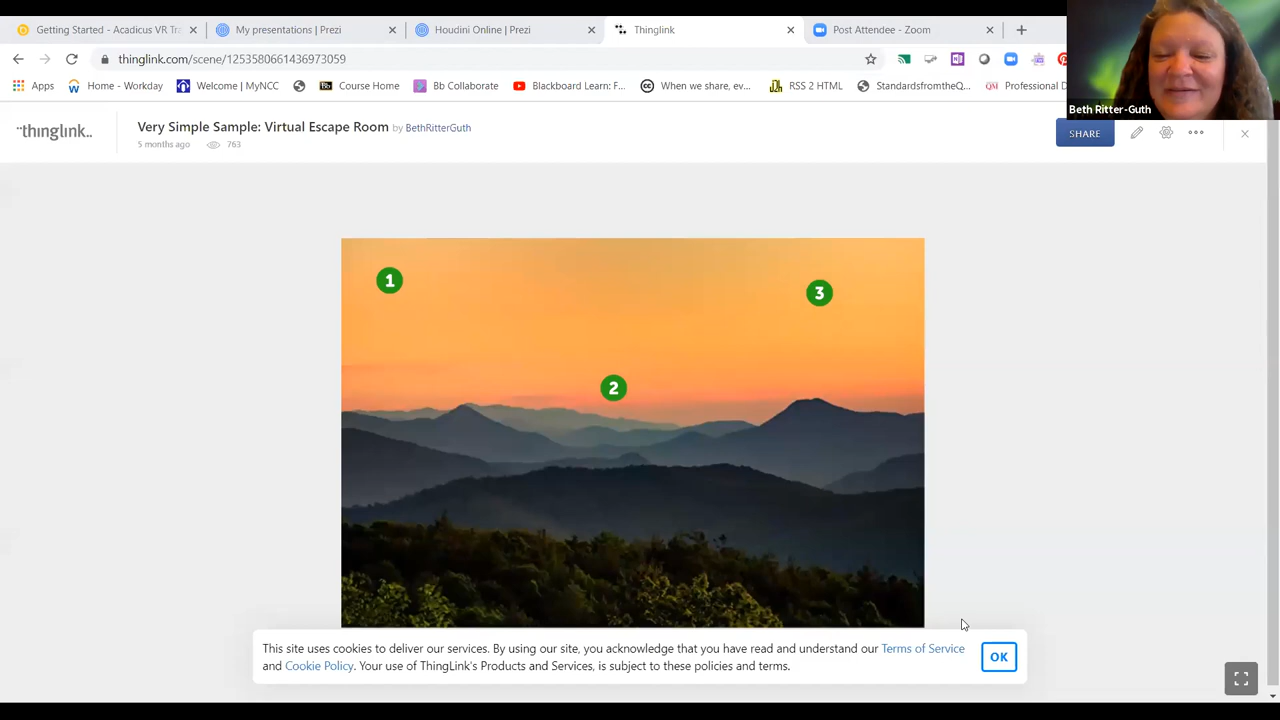 Getting Started - Acadicus VR Tra
My presentations | Prezi
Houdini Online | Prezi
Thinglink
Post Attendee - Zoom
thinglink.com/scene/1253580661436973059
Apps
Home - Workday
Welcome | MyNCC
Bb
Course Home
Bb Collaborate
Blackboard Learn: F...
cc
When we share, ev...
RSS 2 HTML
StandardsfromtheQ...
QM
Professional D
Beth Ritter-Guth
thinglink..
Very Simple Sample: Virtual Escape Room by BethRitterGuth
5 months ago 763
SHARE
1
3
2
This site uses cookies to deliver our services. By using our site, you acknowledge that you have read and understand our Terms of Service
and Cookie Policy. Your use of ThingLink's Products and Services, is subject to these policies and terms.
OK